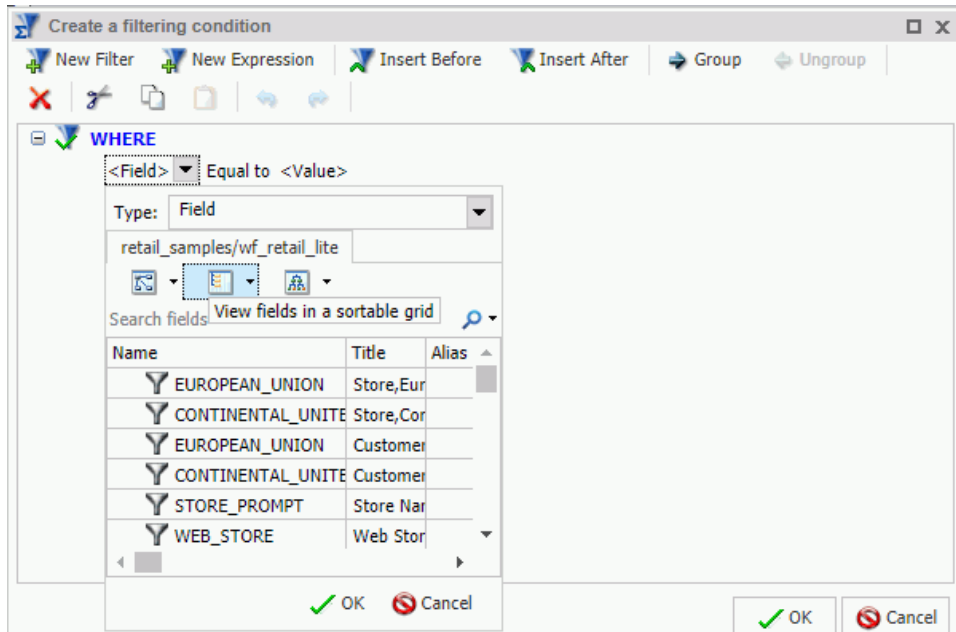 Create a filtering condition
New Filter New Expression Insert Before Insert After Group Ungroup
WHERE
<Field> Equal to <Value>
Type: Field
retail_samples/wf_retail_lite
View fields in a sortable grid
Search fields
Name Title Alias
EUROPEAN_UNION Store,Eur
CONTINENTAL_UNITE Store,Cor
EUROPEAN_UNION Customer
CONTINENTAL_UNITE Customer
STORE_PROMPT Store Nar
WEB_STORE Web Stor
OK Cancel
OK Cancel